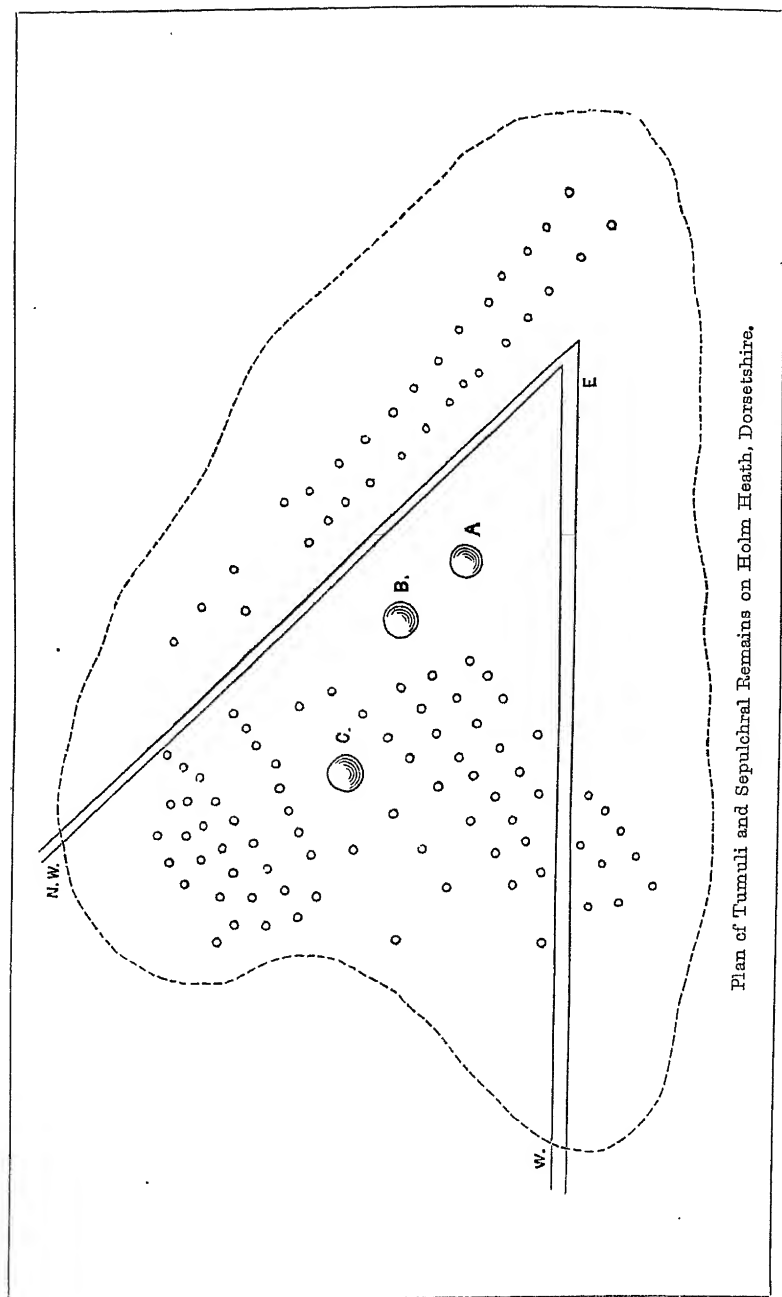 N.W.
C.
B.
A
W.
E
Plan of Tumuli and Sepulchral Remains on Holm Heath, Dorsetshire.